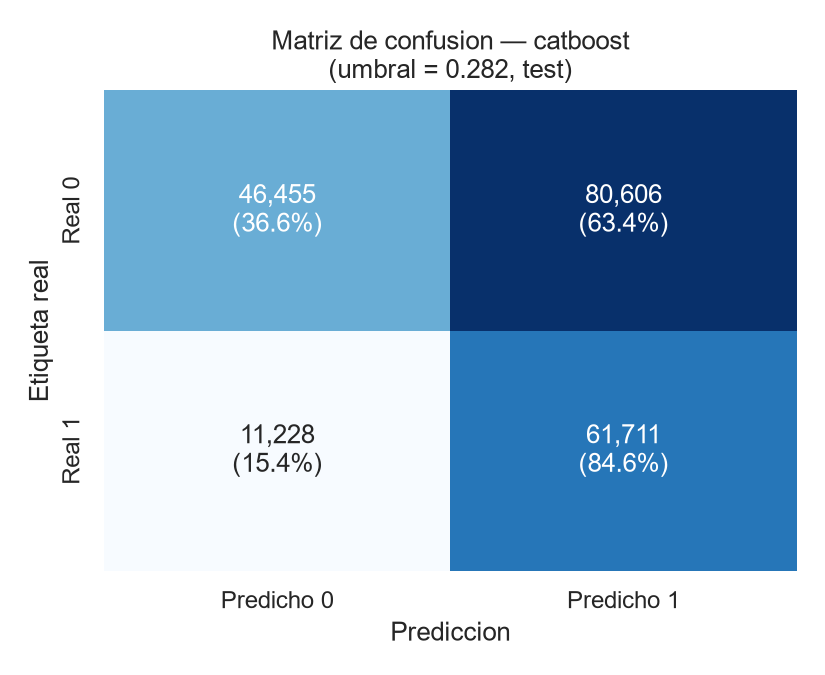 Matriz de confusion — catboost
(umbral = 0.282, test)
Etiqueta real
Real 0
46,455
(36.6%)
80,606
(63.4%)
Real 1
11,228
(15.4%)
61,711
(84.6%)
Predicho 0
Predicho 1
Prediccion